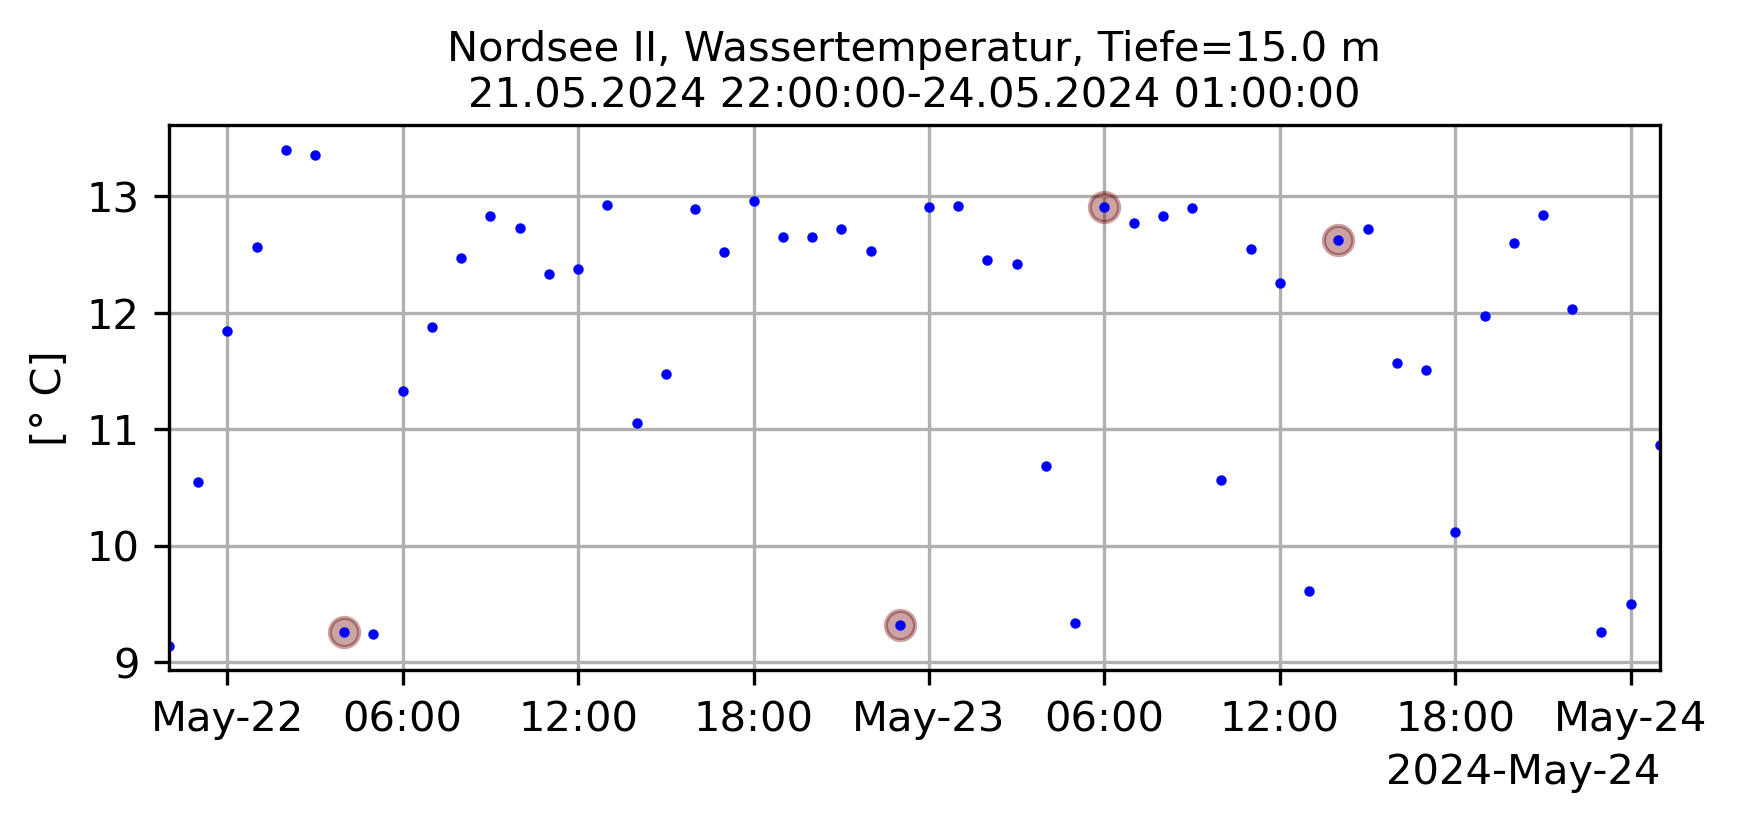 Nordsee II, Wassertemperatur, Tiefe=15.0 m
21.05.2024 22:00:00-24.05.2024 01:00:00
[° C]
13
12
11
10
9
May-22 06:00 12:00 18:00 May-23 06:00 12:00 18:00 May-24
2024-May-24